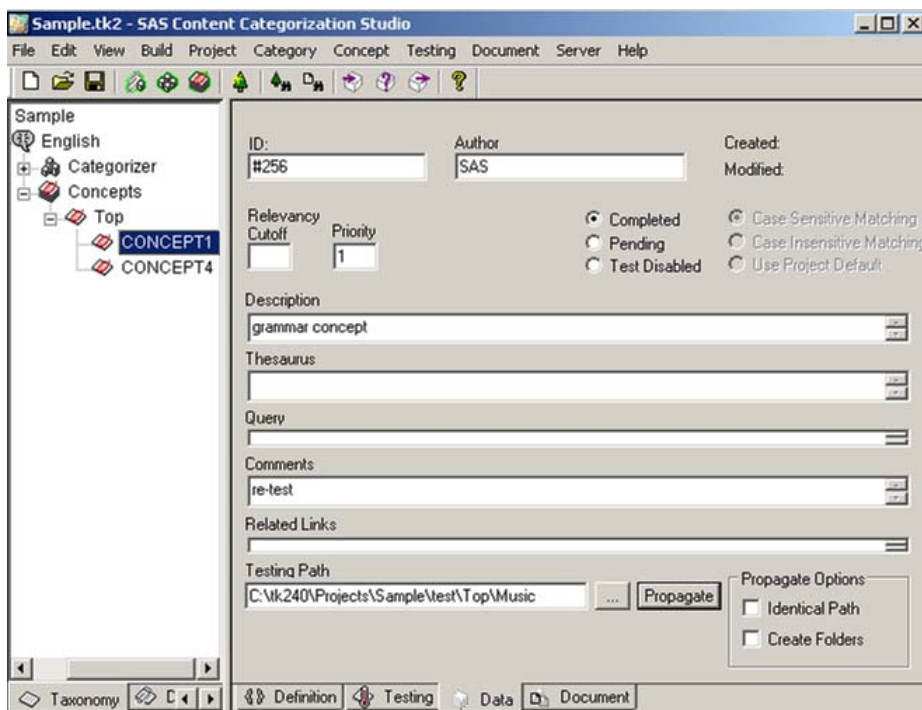 Sample.tk2 - SAS Content Categorization Studio
File Edit View Build Project Category Concept Testing Document Server Help
Sample
English
Categorizer
Concepts
Top
CONCEPT1
CONCEPT4
ID:
#256
Author
SAS
Created:
Modified:
Relevancy
Cutoff
Priority
1
Completed
Pending
Test Disabled
Case Sensitive Matching
Case Insensitive Matching
Use Project Default
Description
grammar concept
Thesaurus
Query
Comments
re-test
Related Links
Testing Path
C:\tk240\Projects\Sample\test\Top\Music
...
Propagate
Propagate Options
Identical Path
Create Folders
Taxonomy
Definition Testing Data Document